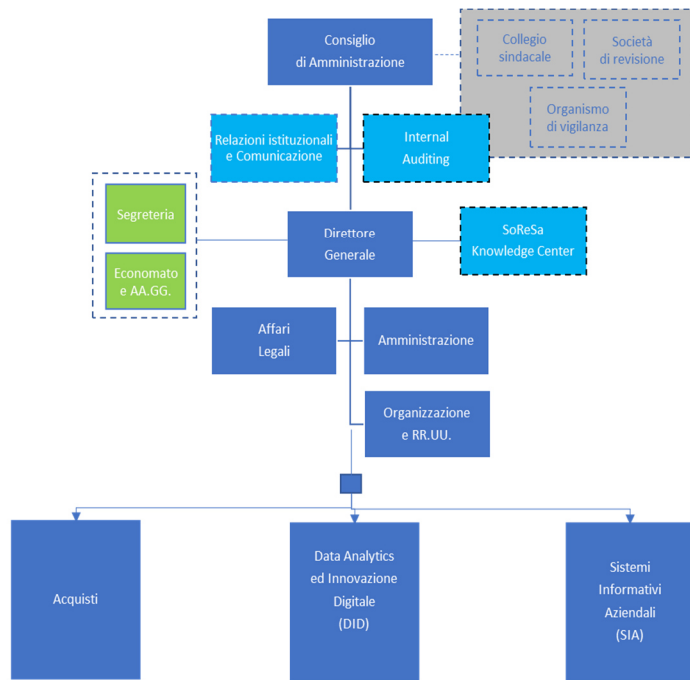 Consiglio
di Amministrazione
Collegio
sindacale
Società
di revisione
Organismo
di vigilanza
Relazioni istituzionali
e Comunicazione
Internal
Auditing
Segreteria
Economato
e AA.GG.
Direttore
Generale
SoReSa
Knowledge Center
Affari
Legali
Amministrazione
Organizzazione
e RR.UU.
Acquisti
Data Analytics
ed Innovazione
Digitale
(DID)
Sistemi
Informativi
Aziendali
(SIA)